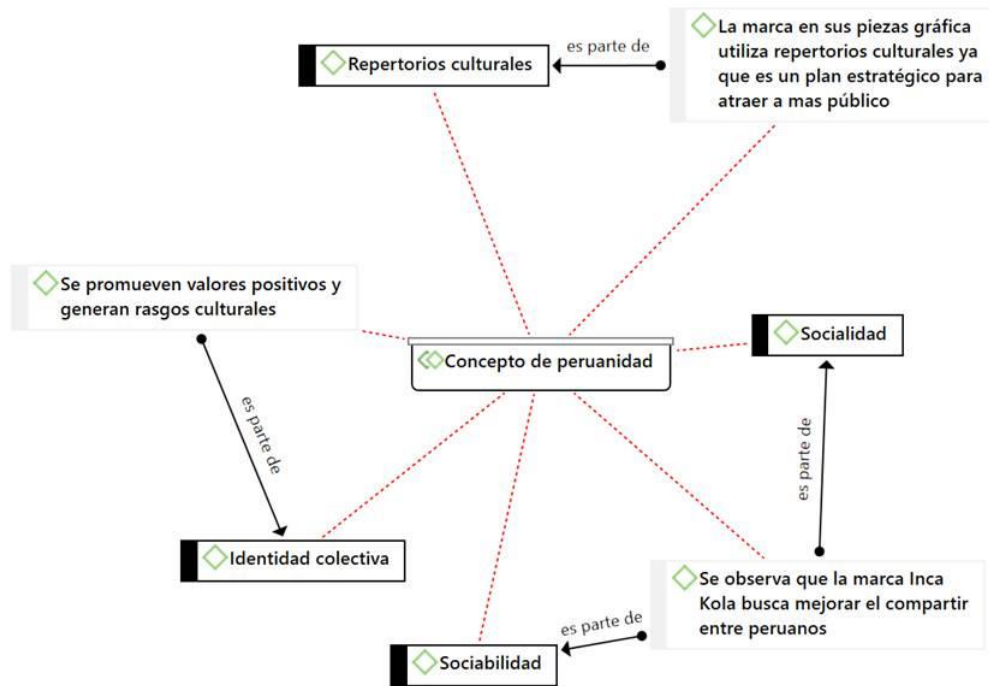 La marca en sus piezas gráfica
utiliza repertorios culturales ya
que es un plan estratégico para
atraer a mas público
es parte de
Repertorios culturales
Se promueven valores positivos y
generan rasgos culturales
Socialidad
Concepto de peruanidad
es parte de
es parte de
Identidad colectiva
Se observa que la marca Inca
Kola busca mejorar el compartir
entre peruanos
es parte de
Sociabilidad